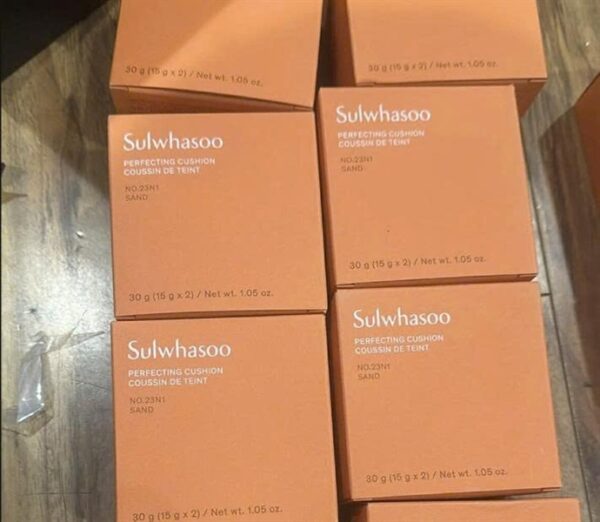 30 g (15 g x 2) / Net wt. 1.05 oz.
30 g (15 g x 2) / Net wt. 1.05 oz.
Sulwhasoo
PERFECTING CUSHION
COUSSIN DE TEINT
NO.23N1
SAND
30 g (15 g x 2) / Net wt. 1.05 oz.
Sulwhasoo
PERFECTING CUSHION
COUSSIN DE TEINT
NO.23N1
SAND
30 g (15 g x 2) / Net wt. 1.05 oz.
Sulwhasoo
PERFECTING CUSHION
COUSSIN DE TEINT
NO.23N1
SAND
30 g (15 g x 2) / Net wt. 1.05 oz.
Sulwhasoo
PERFECTING CUSHION
COUSSIN DE TEINT
NO.23N1
SAND
30 g (15 g x 2) / Net wt. 1.05 oz.